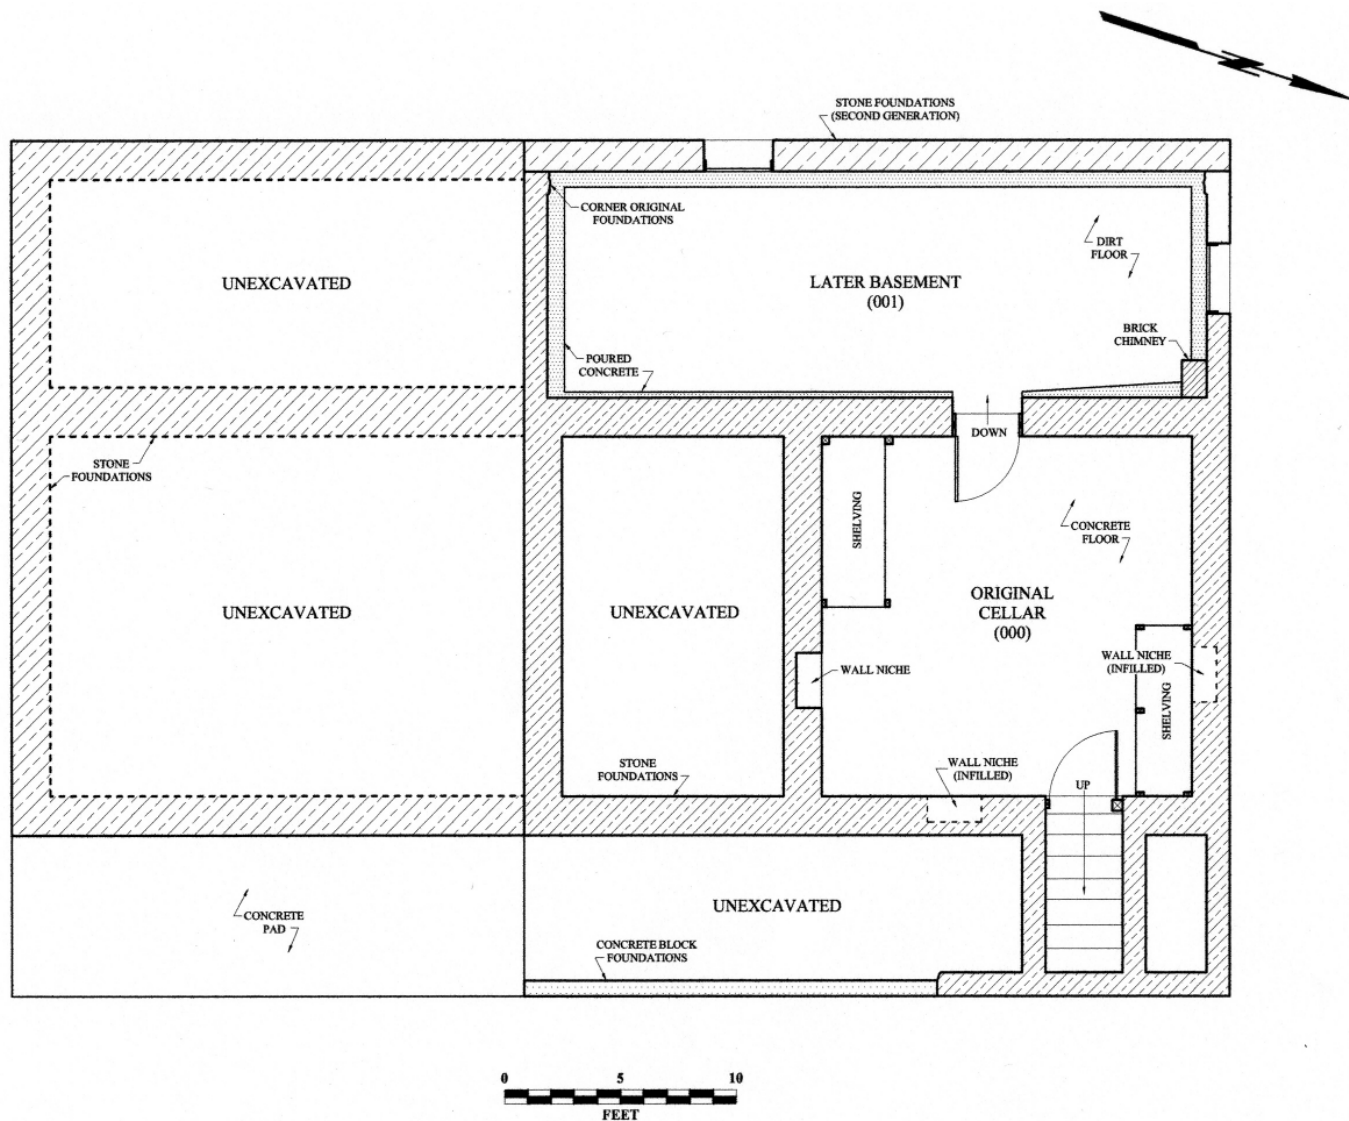 STONE FOUNDATIONS
(SECOND GENERATION)
CORNER ORIGINAL
FOUNDATIONS
UNEXCAVATED
LATER BASEMENT
(001)
DIRT
FLOOR
BRICK
CHIMNEY
POURED
CONCRETE
DOWN
STONE
FOUNDATIONS
SHELVING
CONCRETE
FLOOR
UNEXCAVATED
UNEXCAVATED
ORIGINAL
CELLAR
(000)
WALL NICHE
WALL NICHE
(INFILLED)
SHELVING
STONE
FOUNDATIONS
WALL NICHE
(INFILLED)
UP
CONCRETE
PAD
UNEXCAVATED
CONCRETE BLOCK
FOUNDATIONS
0 5 10
FEET